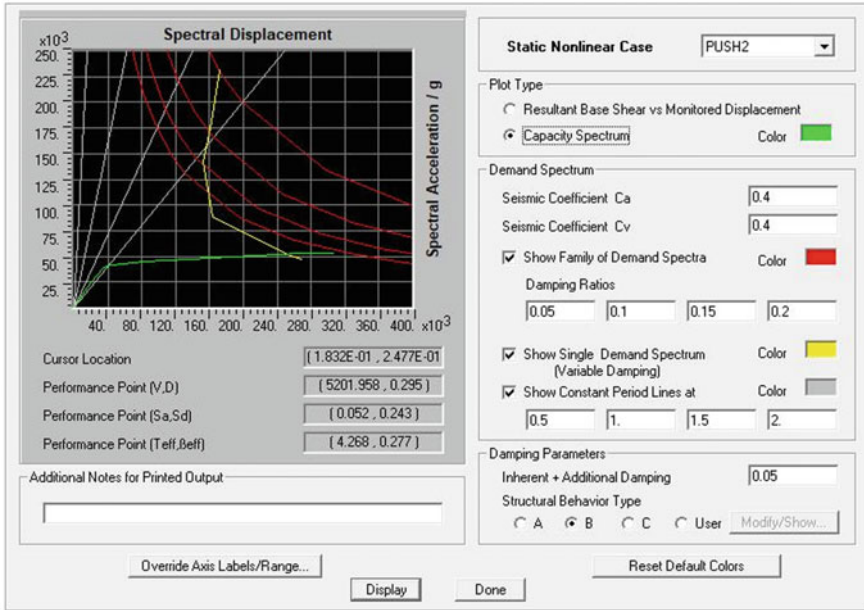 Spectral Displacement
x10³
250.
225.
200.
175.
150.
125.
100.
75.
50.
25.
40. 80. 120. 160. 200. 240. 280. 320. 360. 400. x10³
Spectral Acceleration / g
Cursor Location
( 1.832E-01 , 2.477E-01
Performance Point (V,D)
( 5201.958 , 0.295 )
Performance Point (Sa,Sd)
( 0.052 , 0.243 )
Performance Point (Teff,ßeff)
( 4.268 , 0.277 )
Additional Notes for Printed Output
Static Nonlinear Case PUSH2
Plot Type
Resultant Base Shear vs Monitored Displacement
Capacity Spectrum Color
Demand Spectrum
Seismic Coefficient Ca 0.4
Seismic Coefficient Cv 0.4
Show Family of Demand Spectra Color
Damping Ratios
0.05 0.1 0.15 0.2
Show Single Demand Spectrum Color
(Variable Damping)
Show Constant Period Lines at Color
0.5 1. 1.5 2.
Damping Parameters
Inherent + Additional Damping 0.05
Structural Behavior Type
A B C User Modify/Show...
Override Axis Labels/Range...
Reset Default Colors
Display Done